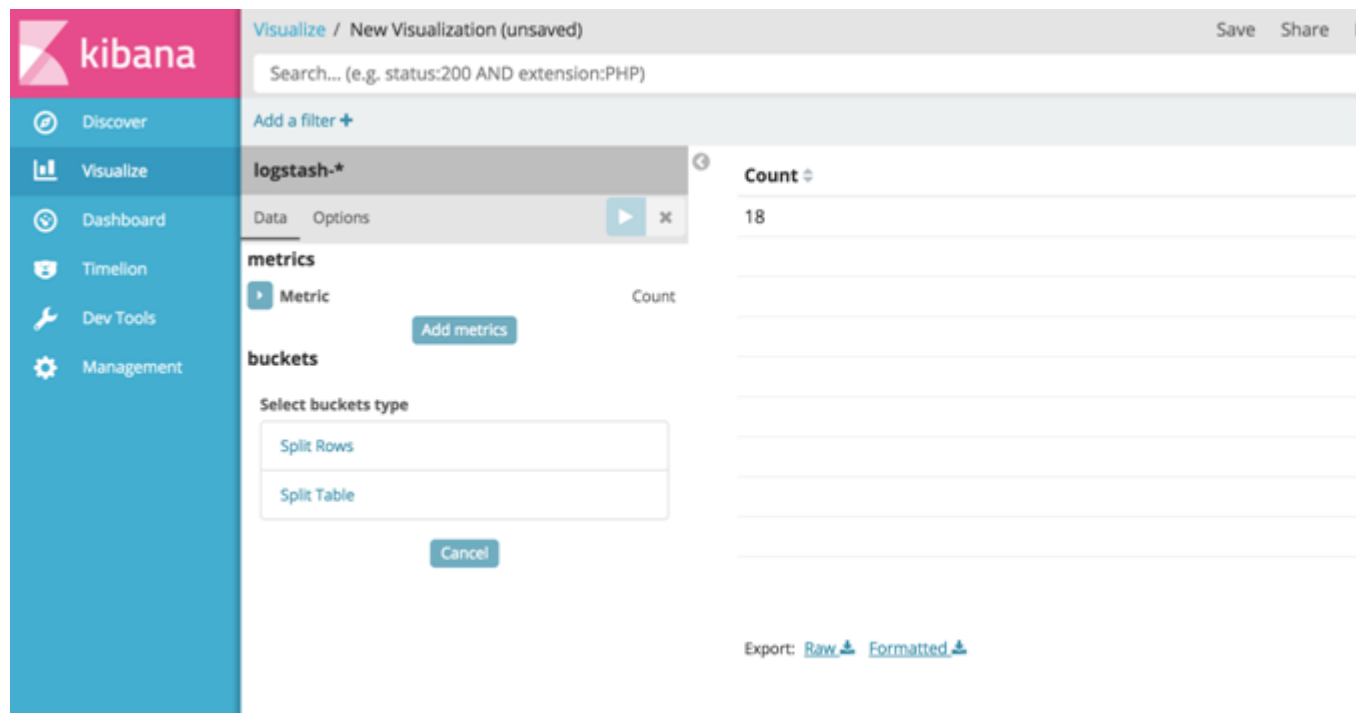 kibana
Discover
Visualize
Dashboard
Timelion
Dev Tools
Management
Visualize / New Visualization (unsaved)
Save Share
Search... (e.g. status:200 AND extension:PHP)
Add a filter +
logstash-*
Data Options
metrics
Metric Count
Add metrics
buckets
Select buckets type
Split Rows
Split Table
Cancel
Count
18
Export: Raw Formatted